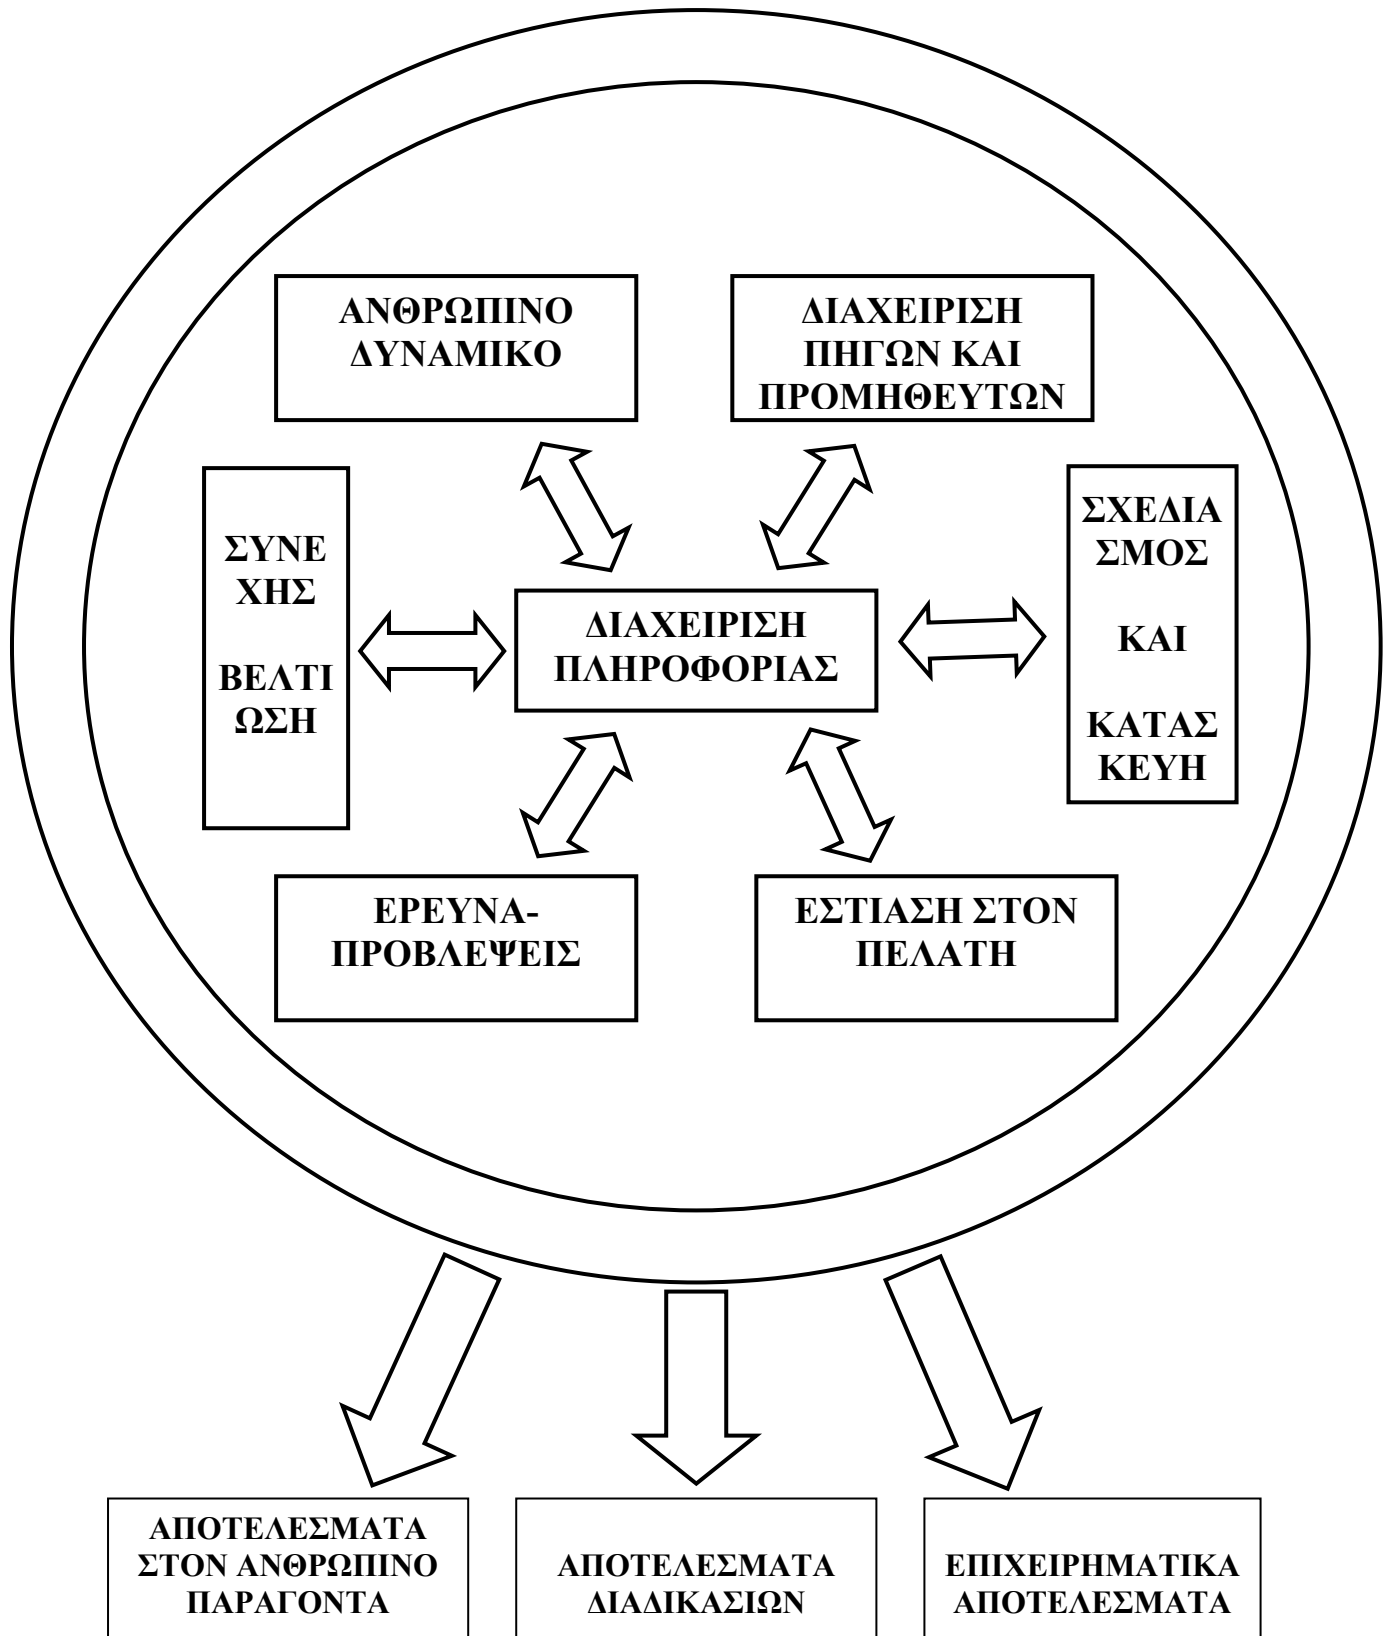 ΑΝΘΡΩΠΙΝΟ
ΔΥΝΑΜΙΚΟ
ΔΙΑΧΕΙΡΙΣΗ
ΠΗΓΩΝ ΚΑΙ
ΠΡΟΜΗΘΕΥΤΩΝ
ΣΥΝΕ
ΧΗΣ
ΒΕΛΤΙ
ΩΣΗ
ΔΙΑΧΕΙΡΙΣΗ
ΠΛΗΡΟΦΟΡΙΑΣ
ΣΧΕΔΙΑ
ΣΜΟΣ
ΚΑΙ
ΚΑΤΑΣ
ΚΕΥΗ
ΕΡΕΥΝΑ-
ΠΡΟΒΛΕΨΕΙΣ
ΕΣΤΙΑΣΗ ΣΤΟΝ
ΠΕΛΑΤΗ
ΑΠΟΤΕΛΕΣΜΑΤΑ
ΣΤΟΝ ΑΝΘΡΩΠΙΝΟ
ΠΑΡΑΓΟΝΤΑ
ΑΠΟΤΕΛΕΣΜΑΤΑ
ΔΙΑΔΙΚΑΣΙΩΝ
ΕΠΙΧΕΙΡΗΜΑΤΙΚΑ
ΑΠΟΤΕΛΕΣΜΑΤΑ